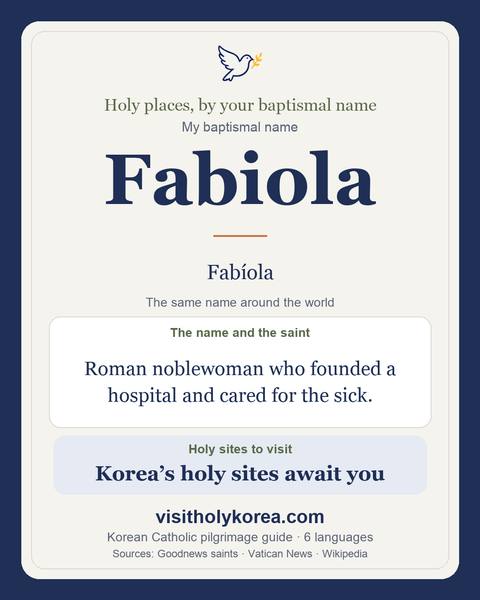 Holy places, by your baptismal name
My baptismal name
Fabiola
Fabíola
The same name around the world
The name and the saint
Roman noblewoman who founded a
hospital and cared for the sick.
Holy sites to visit
Korea’s holy sites await you
visitholykorea.com
Korean Catholic pilgrimage guide · 6 languages
Sources: Goodnews saints · Vatican News · Wikipedia